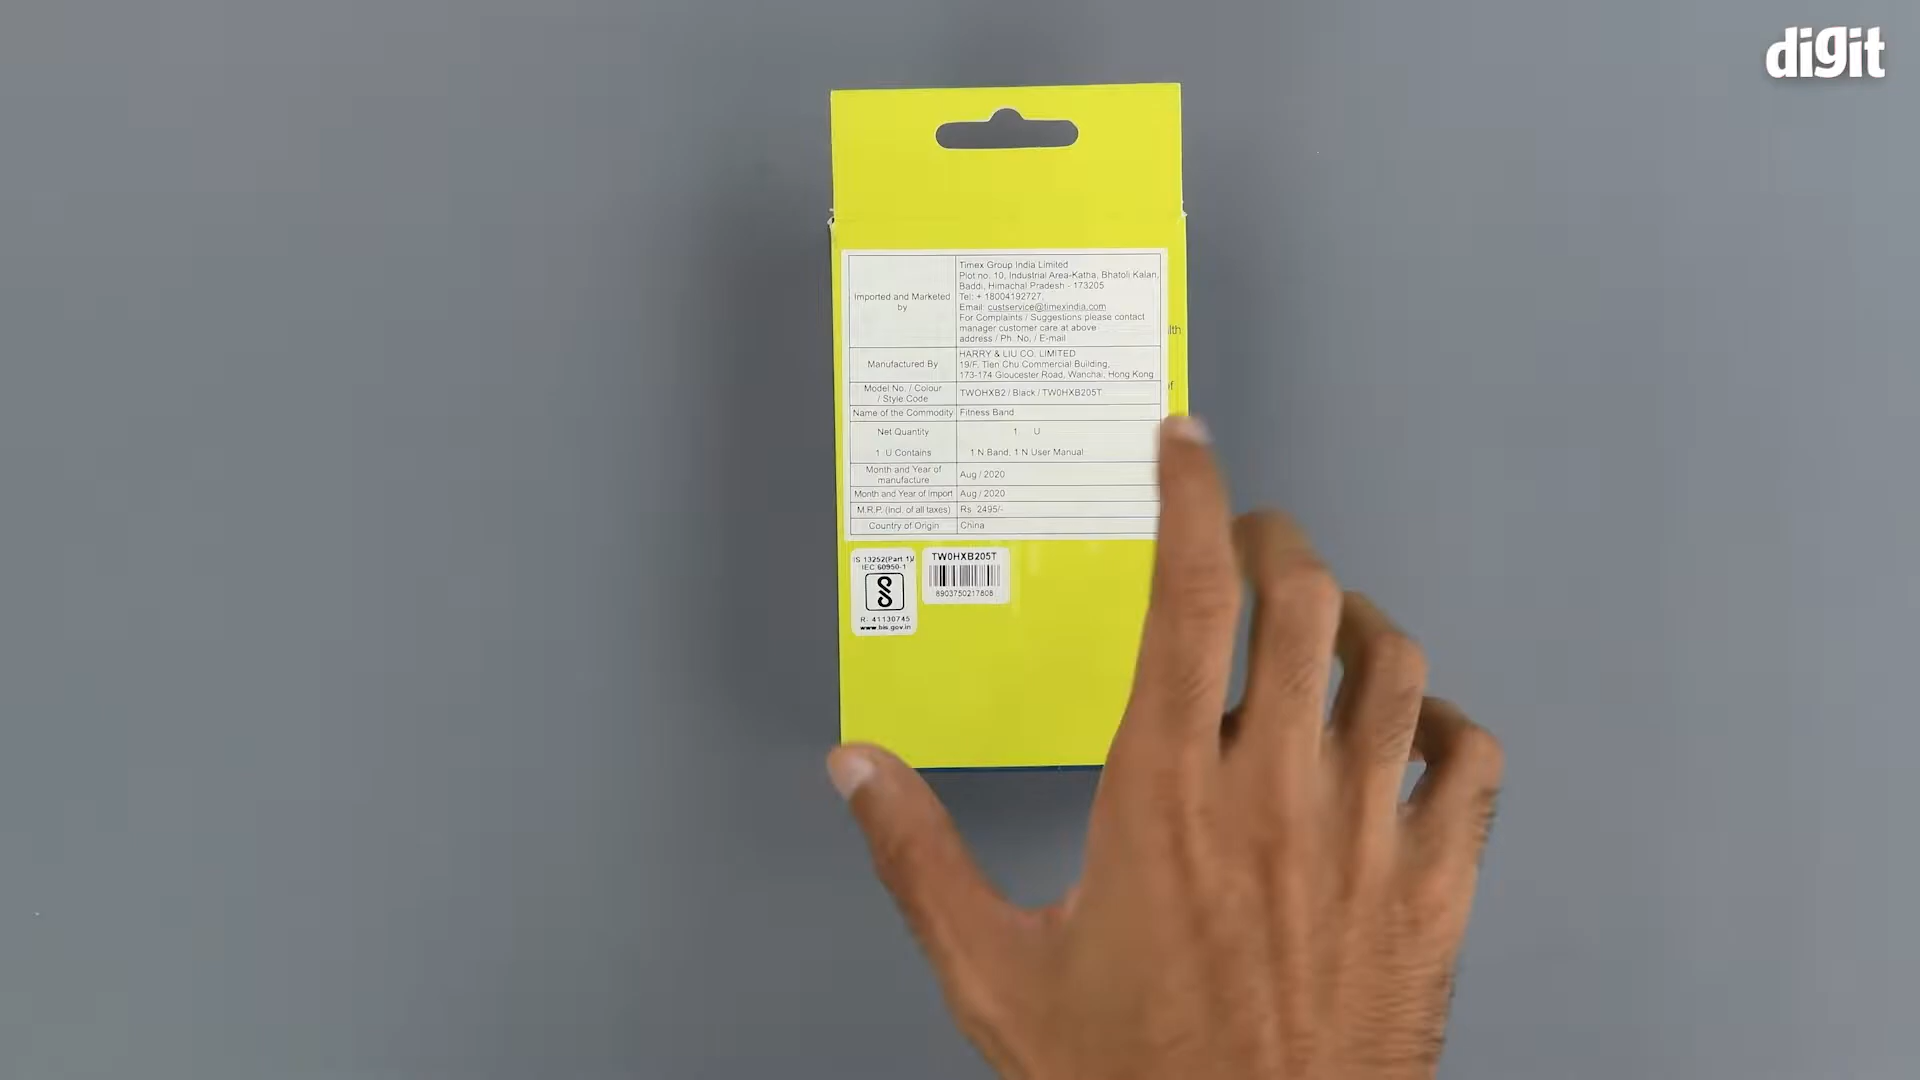 digit
Imported and Marketed
by
Timex Group India Limited
Plot no. 10, Industrial Area-Katha, Bhatoli Kalan,
Baddi, Himachal Pradesh - 173205
Tel: + 18004192727,
Email: custservice@timexindia.com
For Complaints / Suggestions please contact
manager customer care at above
address / Ph. No. / E-mail
Manufactured By
HARRY & LIU CO. LIMITED
19/F, Tien Chu Commercial Building,
173-174 Gloucester Road, Wanchai, Hong Kong
Model No. / Colour
/ Style Code
TWOHXB2 / Black / TW0HXB205T
Name of the Commodity Fitness Band
Net Quantity 1 U
1 U Contains 1 N Band, 1 N User Manual
Month and Year of
manufacture
Aug / 2020
Month and Year of Import Aug / 2020
M.R.P. (Incl. of all taxes) Rs. 2495/-
Country of Origin China
IS 13252(Part 1)/
IEC 60950-1
R- 41130745
www.bis.gov.in
TW0HXB205T
8903750217808